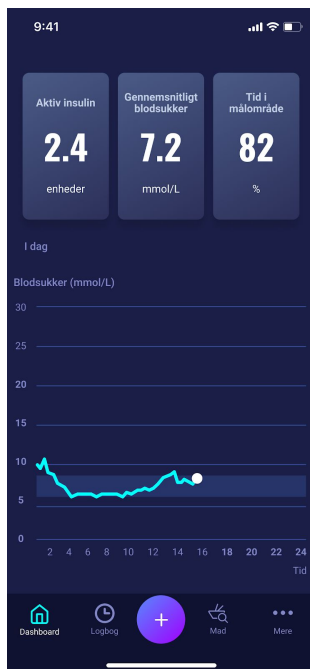 9:41
Aktiv insulin
2.4
enheder
Gennemsnitligt
blodsukker
7.2
mmol/L
Tid i
målområde
82
%
I dag
Blodsukker (mmol/L)
30
25
20
15
10
5
0
2 4 6 8 10 12 14 16 18 20 22 24
Tid
Dashboard
Logbog
+
Mad
Mere